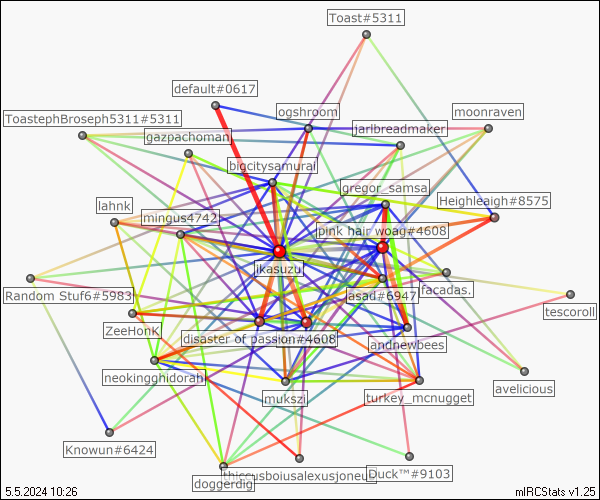 Toast#5311
default#0617
ogshroom
moonraven
ToastephBroseph5311#5311
gazpachoman
jarlbreadmaker
bigcitysamurai
gregor_samsa
Heighleaigh#8575
lahnk
mingus4742
pink hair woag#4608
ikasuzu
asad#6947
facadas.
Random Stuf6#5983
tescoroll
ZeeHonK
disaster of passion#4608
andnewbees
neokingghidorah
mukszi
turkey_mcnugget
avelicious
Knowun#6424
thiccusboiusalexusjoneus
Duck™#9103
doggerdig
5.5.2024 10:26
mIRCStats v1.25